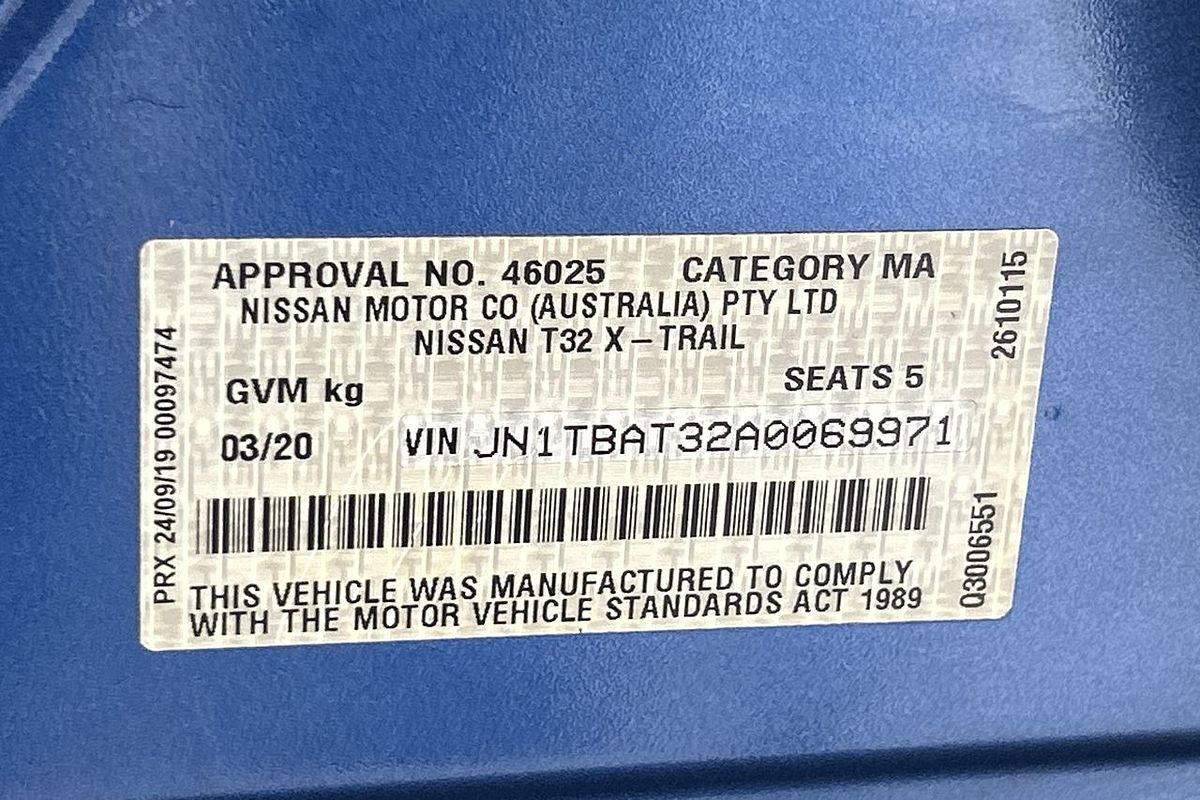 APPROVAL NO. 46025 CATEGORY MA
NISSAN MOTOR CO (AUSTRALIA) PTY LTD
NISSAN T32 X-TRAIL
GVM kg SEATS 5
03/20 VIN JN1TBAT32A0069971
THIS VEHICLE WAS MANUFACTURED TO COMPLY
WITH THE MOTOR VEHICLE STANDARDS ACT 1989
PRX 24/09/19 00097474
2610115
Q3006551